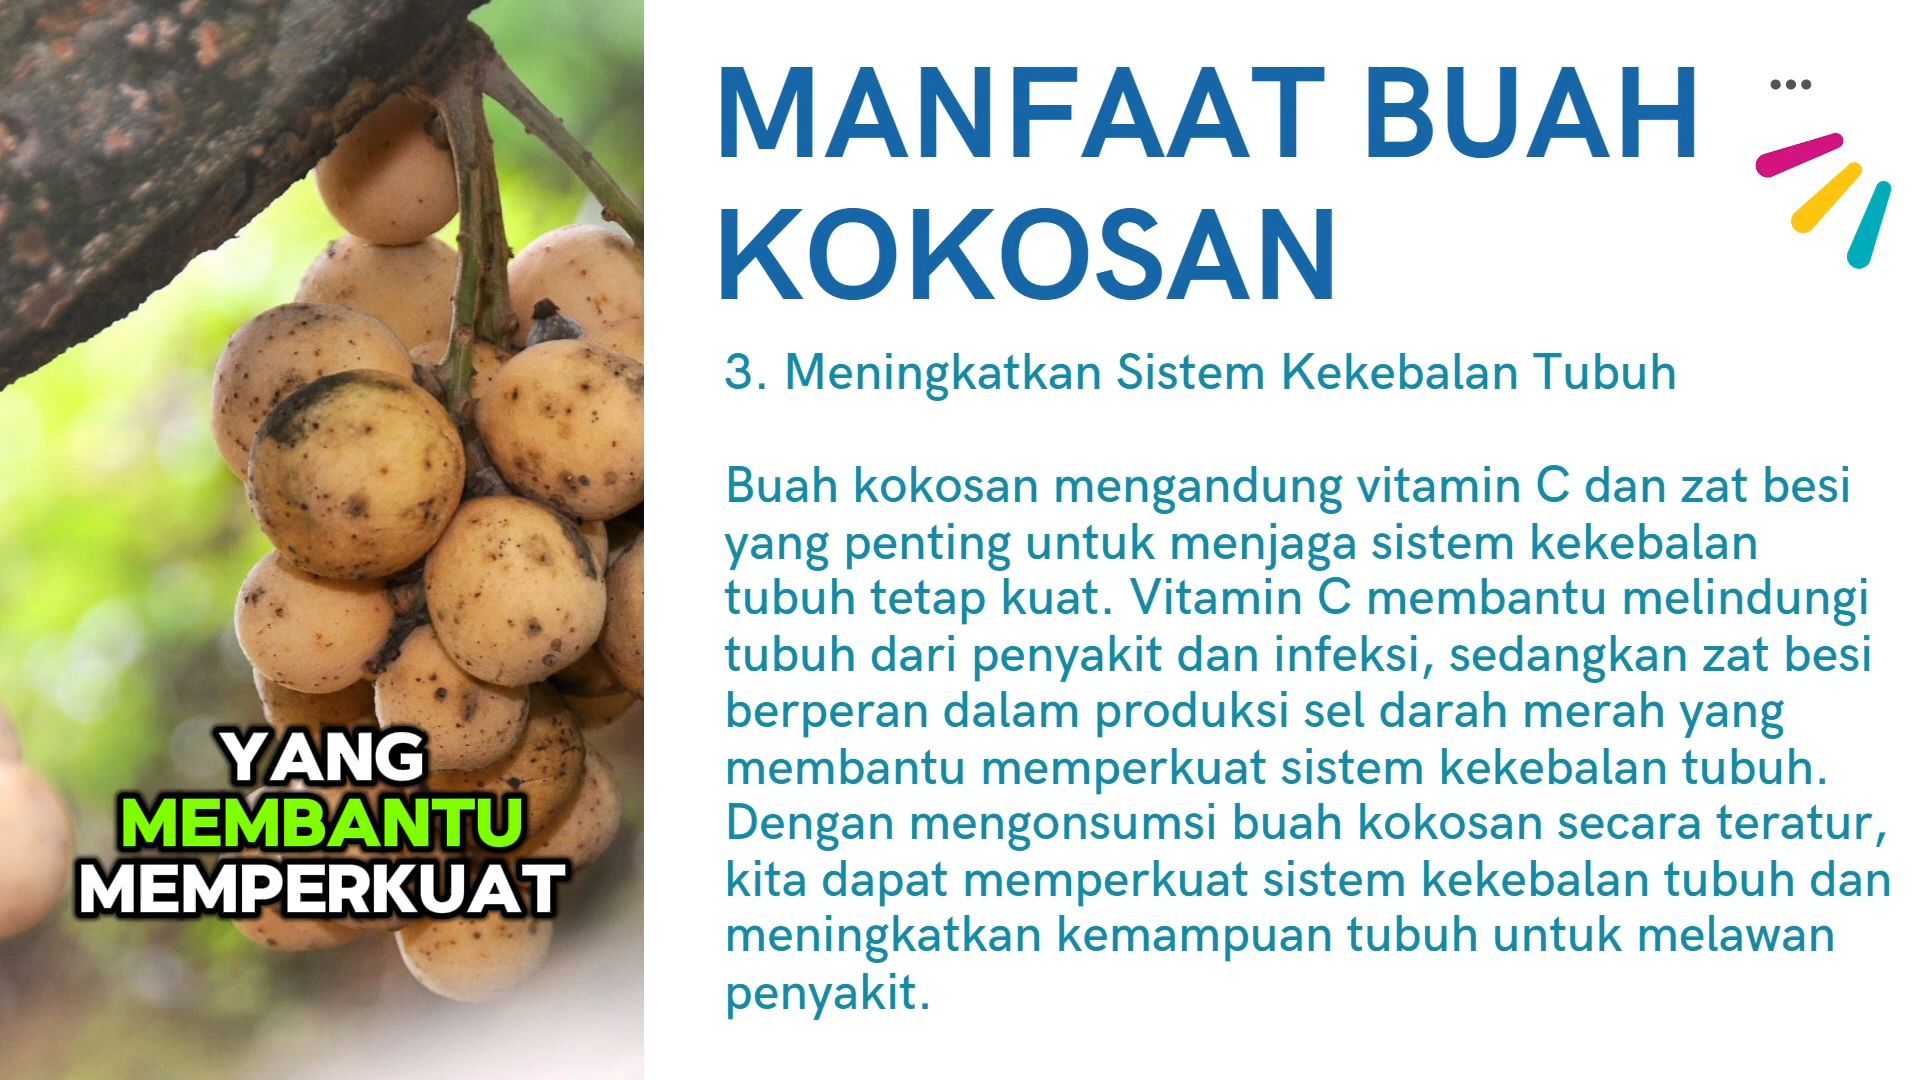 MANFAAT BUAH
KOKOSAN
3. Meningkatkan Sistem Kekebalan Tubuh
Buah kokosan mengandung vitamin C dan zat besi
yang penting untuk menjaga sistem kekebalan
tubuh tetap kuat. Vitamin C membantu melindungi
tubuh dari penyakit dan infeksi, sedangkan zat besi
berperan dalam produksi sel darah merah yang
membantu memperkuat sistem kekebalan tubuh.
Dengan mengonsumsi buah kokosan secara teratur,
kita dapat memperkuat sistem kekebalan tubuh dan
meningkatkan kemampuan tubuh untuk melawan
penyakit.
YANG
MEMBANTU
MEMPERKUAT